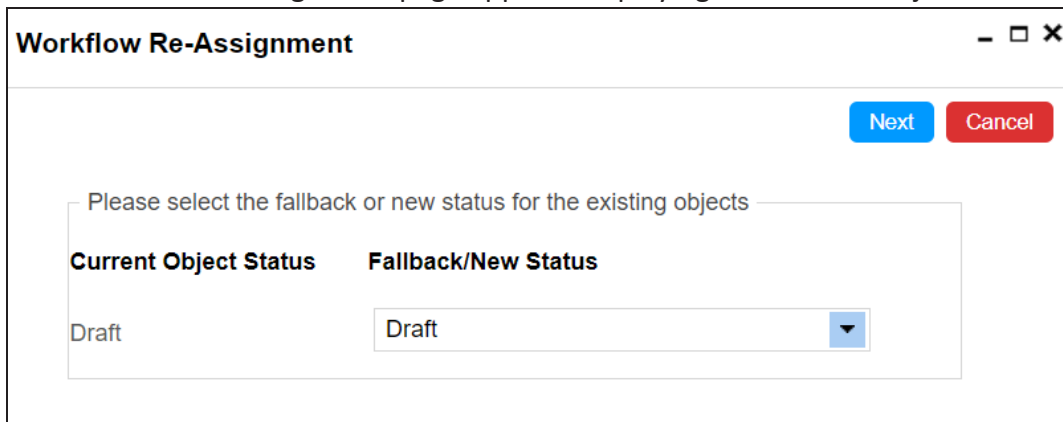 Workflow Re-Assignment
Next Cancel
Please select the fallback or new status for the existing objects
Current Object Status Fallback/New Status
Draft Draft